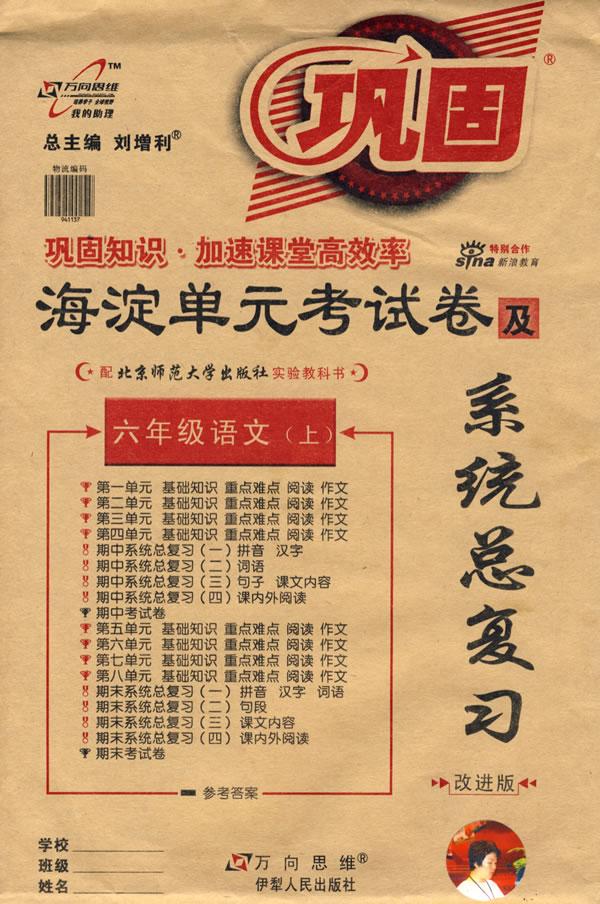 巩固®
TM
万向思维
我的助理
总主编 刘增利®
物流编码
941137
巩固知识·加速课堂高效率
特别合作
sina 新浪教育
海淀单元考试卷及
系统总复习
配 北京师范大学出版社 实验教科书
六年级语文（上）
第一单元 基础知识 重点难点 阅读 作文
第二单元 基础知识 重点难点 阅读 作文
第三单元 基础知识 重点难点 阅读 作文
第四单元 基础知识 重点难点 阅读 作文
期中系统总复习（一）拼音 汉字
期中系统总复习（二）词语
期中系统总复习（三）句子 课文内容
期中系统总复习（四）课内外阅读
期中考试卷
第五单元 基础知识 重点难点 阅读 作文
第六单元 基础知识 重点难点 阅读 作文
第七单元 基础知识 重点难点 阅读 作文
第八单元 基础知识 重点难点 阅读 作文
期末系统总复习（一）拼音 汉字 词语
期末系统总复习（二）句段
期末系统总复习（三）课文内容
期末系统总复习（四）课内外阅读
期末考试卷
参考答案
改进版
学校
班级
姓名
万向思维®
伊犁人民出版社